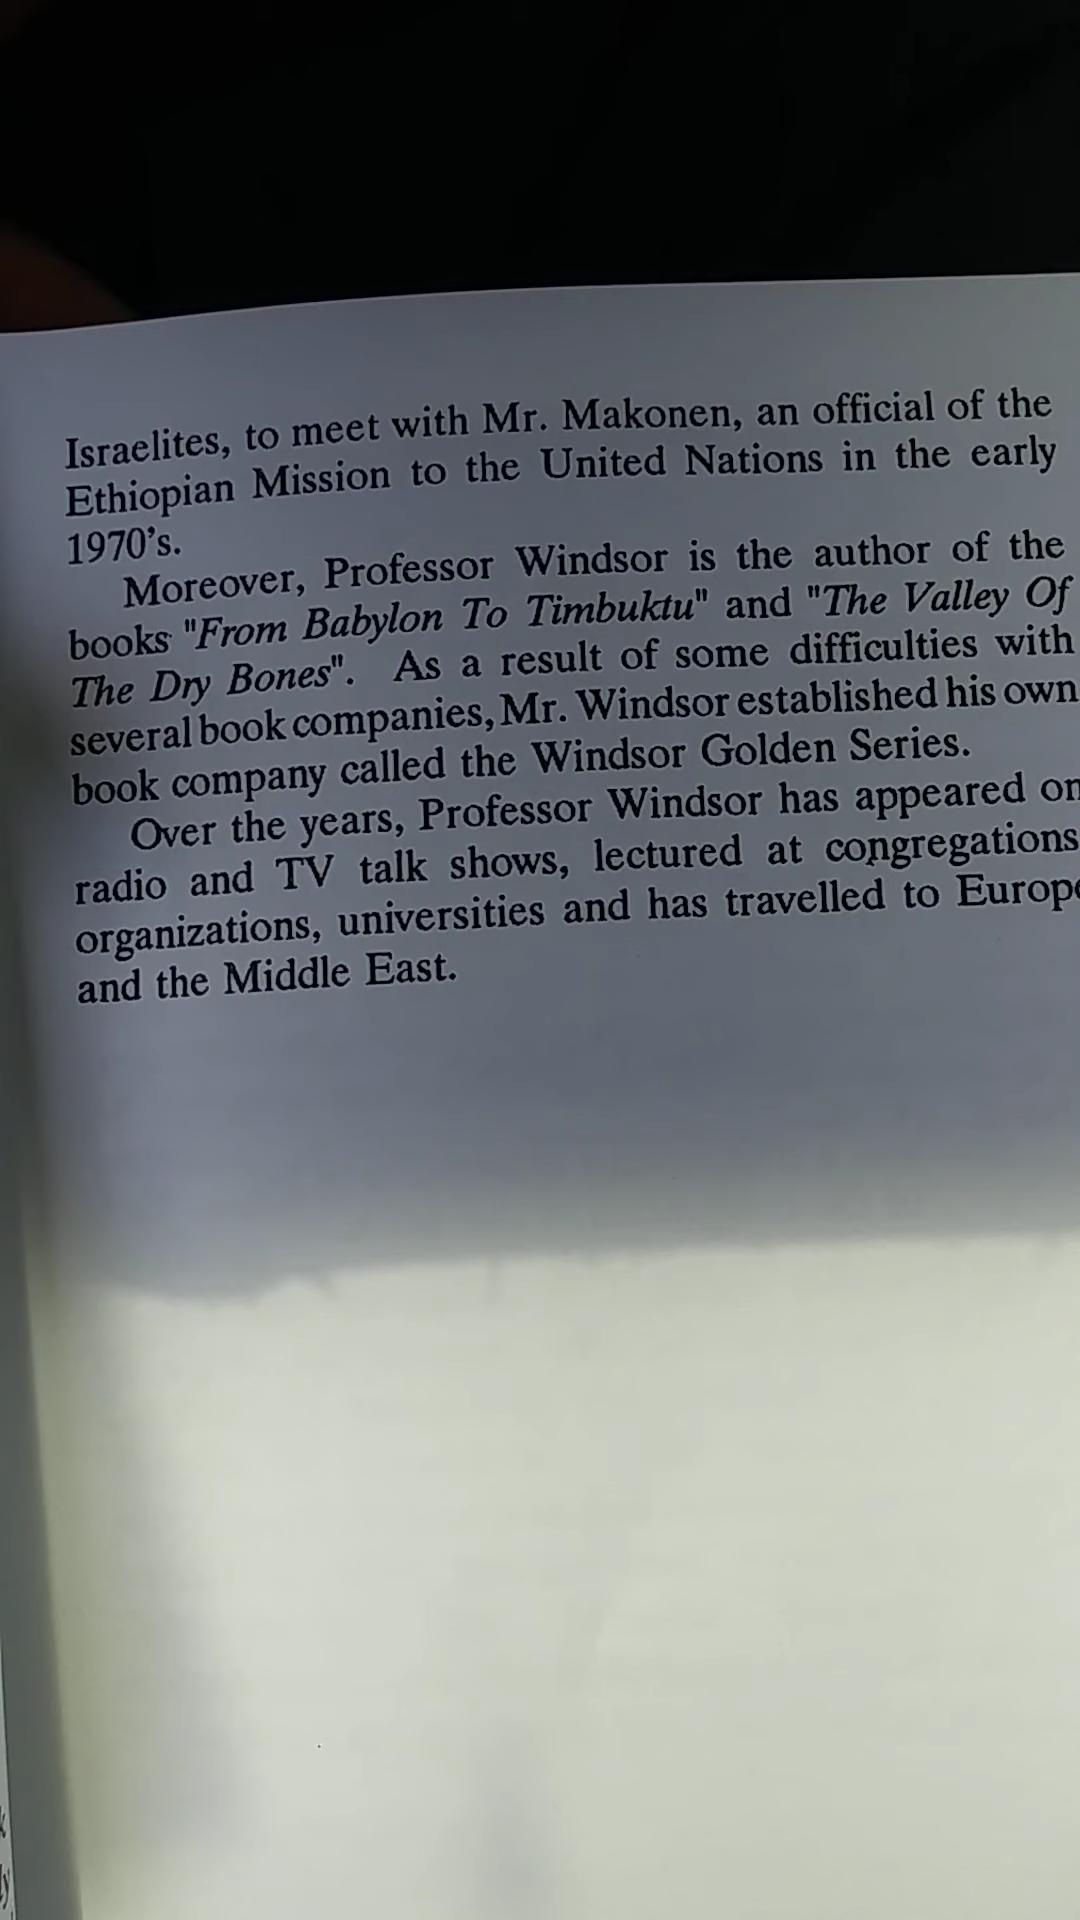 Israelites, to meet with Mr. Makonen, an official of the
Ethiopian Mission to the United Nations in the early
1970's.
Moreover, Professor Windsor is the author of the
books "From Babylon To Timbuktu" and "The Valley Of
The Dry Bones". As a result of some difficulties with
several book companies, Mr. Windsor established his own
book company called the Windsor Golden Series.
Over the years, Professor Windsor has appeared on
radio and TV talk shows, lectured at congregations
organizations, universities and has travelled to Europe
and the Middle East.